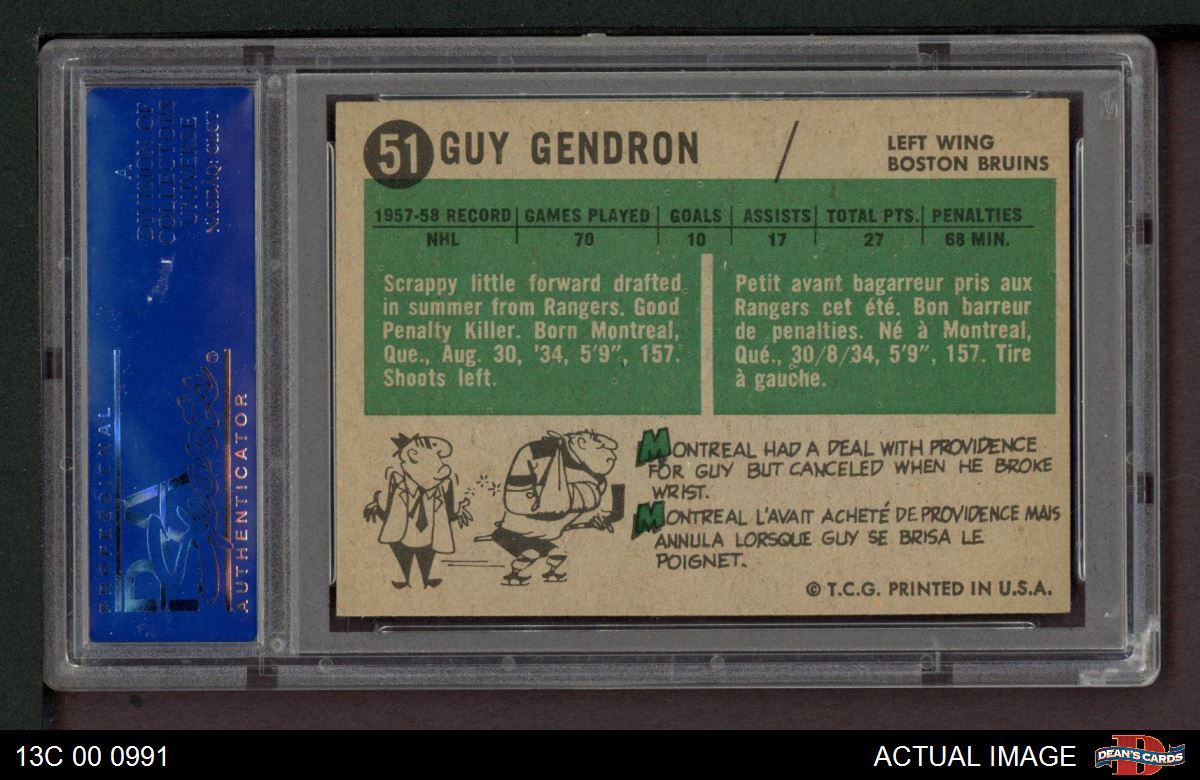 A
DIVISION OF
COLLECTORS
UNIVERSE
NASDAQ: CLCT
PROFESSIONAL
PSA
Sports®
AUTHENTICATOR
51 GUY GENDRON
LEFT WING
BOSTON BRUINS
1957-58 RECORD GAMES PLAYED GOALS ASSISTS TOTAL PTS. PENALTIES
NHL 70 10 17 27 68 MIN.
Scrappy little forward drafted
in summer from Rangers. Good
Penalty Killer. Born Montreal,
Que., Aug. 30, '34, 5'9", 157.
Shoots left.
Petit avant bagarreur pris aux
Rangers cet été. Bon barreur
de penalties. Né à Montreal,
Qué., 30/8/34, 5'9", 157. Tire
à gauche.
MONTREAL HAD A DEAL WITH PROVIDENCE
FOR GUY BUT CANCELED WHEN HE BROKE
WRIST.
MONTREAL L'AVAIT ACHETÉ DE PROVIDENCE MAIS
ANNULA LORSQUE GUY SE BRISA LE
POIGNET.
© T.C.G. PRINTED IN U.S.A.
13C 00 0991
ACTUAL IMAGE
DEAN'S CARDS